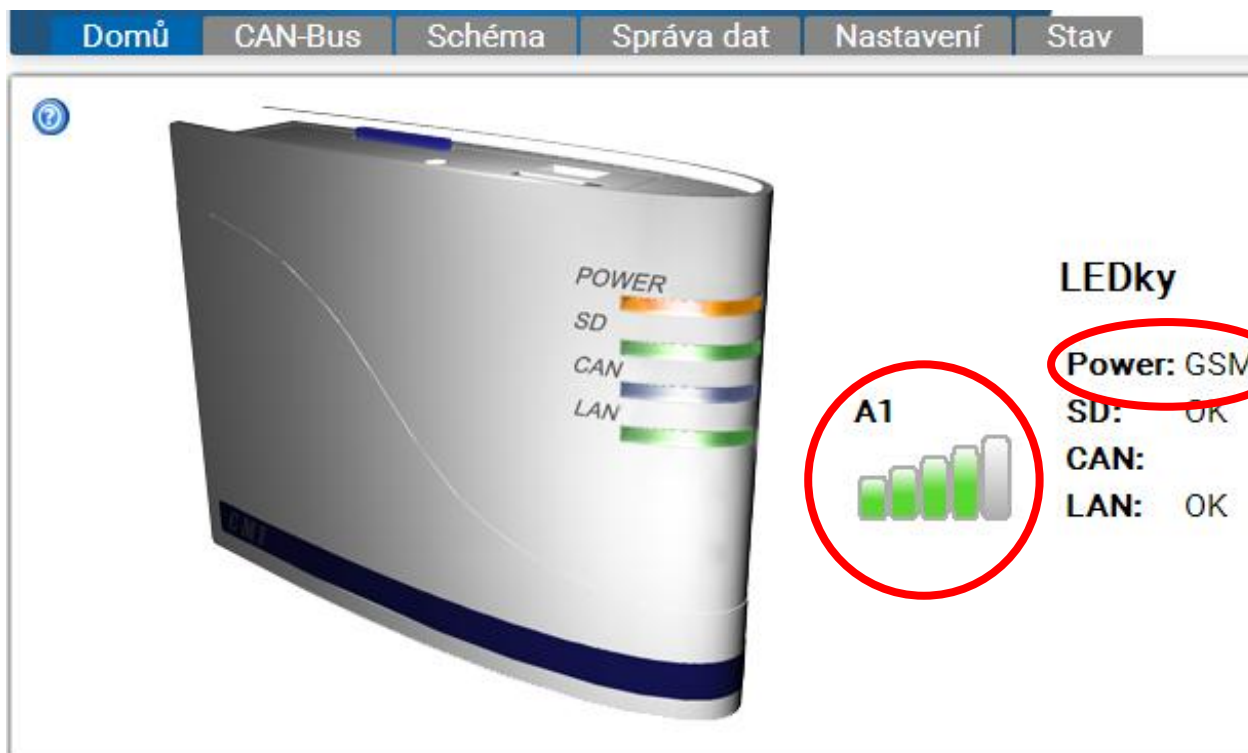 Domů CAN-Bus Schéma Správa dat Nastavení Stav
?
POWER
SD
CAN
LAN
CMI
A1
LEDky
Power: GSM
SD: OK
CAN:
LAN: OK